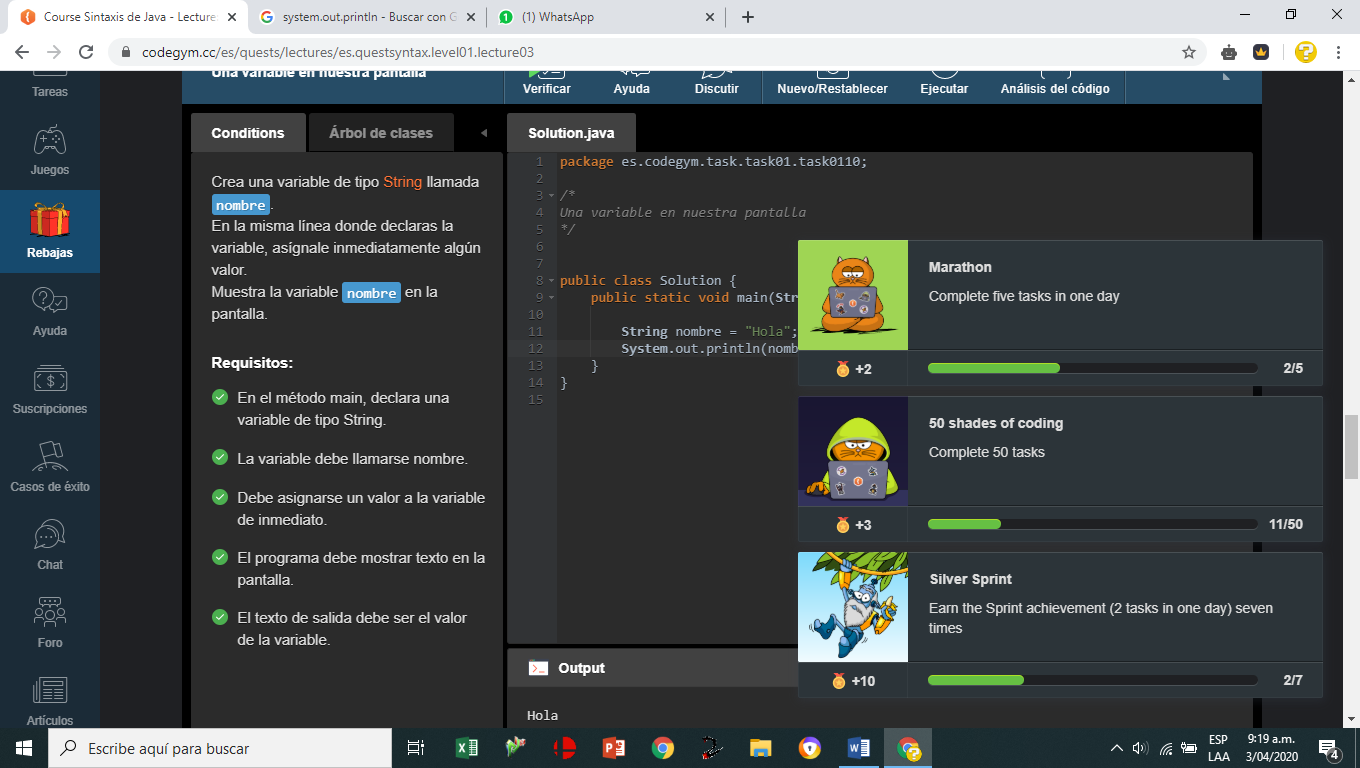 Course Sintaxis de Java - Lecture
system.out.println - Buscar con G
(1) WhatsApp
codegym.cc/es/quests/lectures/es.questsyntax.level01.lecture03
Tareas
Juegos
Rebajas
Ayuda
Suscripciones
Casos de éxito
Chat
Foro
Artículos
Una variable en nuestra pantalla
Verificar
Ayuda
Discutir
Nuevo/Restablecer
Ejecutar
Análisis del código
Conditions
Árbol de clases
Crea una variable de tipo String llamada
nombre.
En la misma línea donde declaras la
variable, asígnale inmediatamente algún
valor.
Muestra la variable nombre en la
pantalla.
Requisitos:
En el método main, declara una
variable de tipo String.
La variable debe llamarse nombre.
Debe asignarse un valor a la variable
de inmediato.
El programa debe mostrar texto en la
pantalla.
El texto de salida debe ser el valor
de la variable.
Solution.java
1 package es.codegym.task.task01.task0110;
2
3 /*
4 Una variable en nuestra pantalla
5 */
6
7
8 public class Solution {
9 public static void main(Str
10
11 String nombre = "Hola";
12 System.out.println(nomb
13 }
14 }
15
Output
Hola
Marathon
Complete five tasks in one day
+2
2/5
50 shades of coding
Complete 50 tasks
+3
11/50
Silver Sprint
Earn the Sprint achievement (2 tasks in one day) seven
times
+10
2/7
Escribe aquí para buscar
ESP
LAA
9:19 a.m.
3/04/2020
4